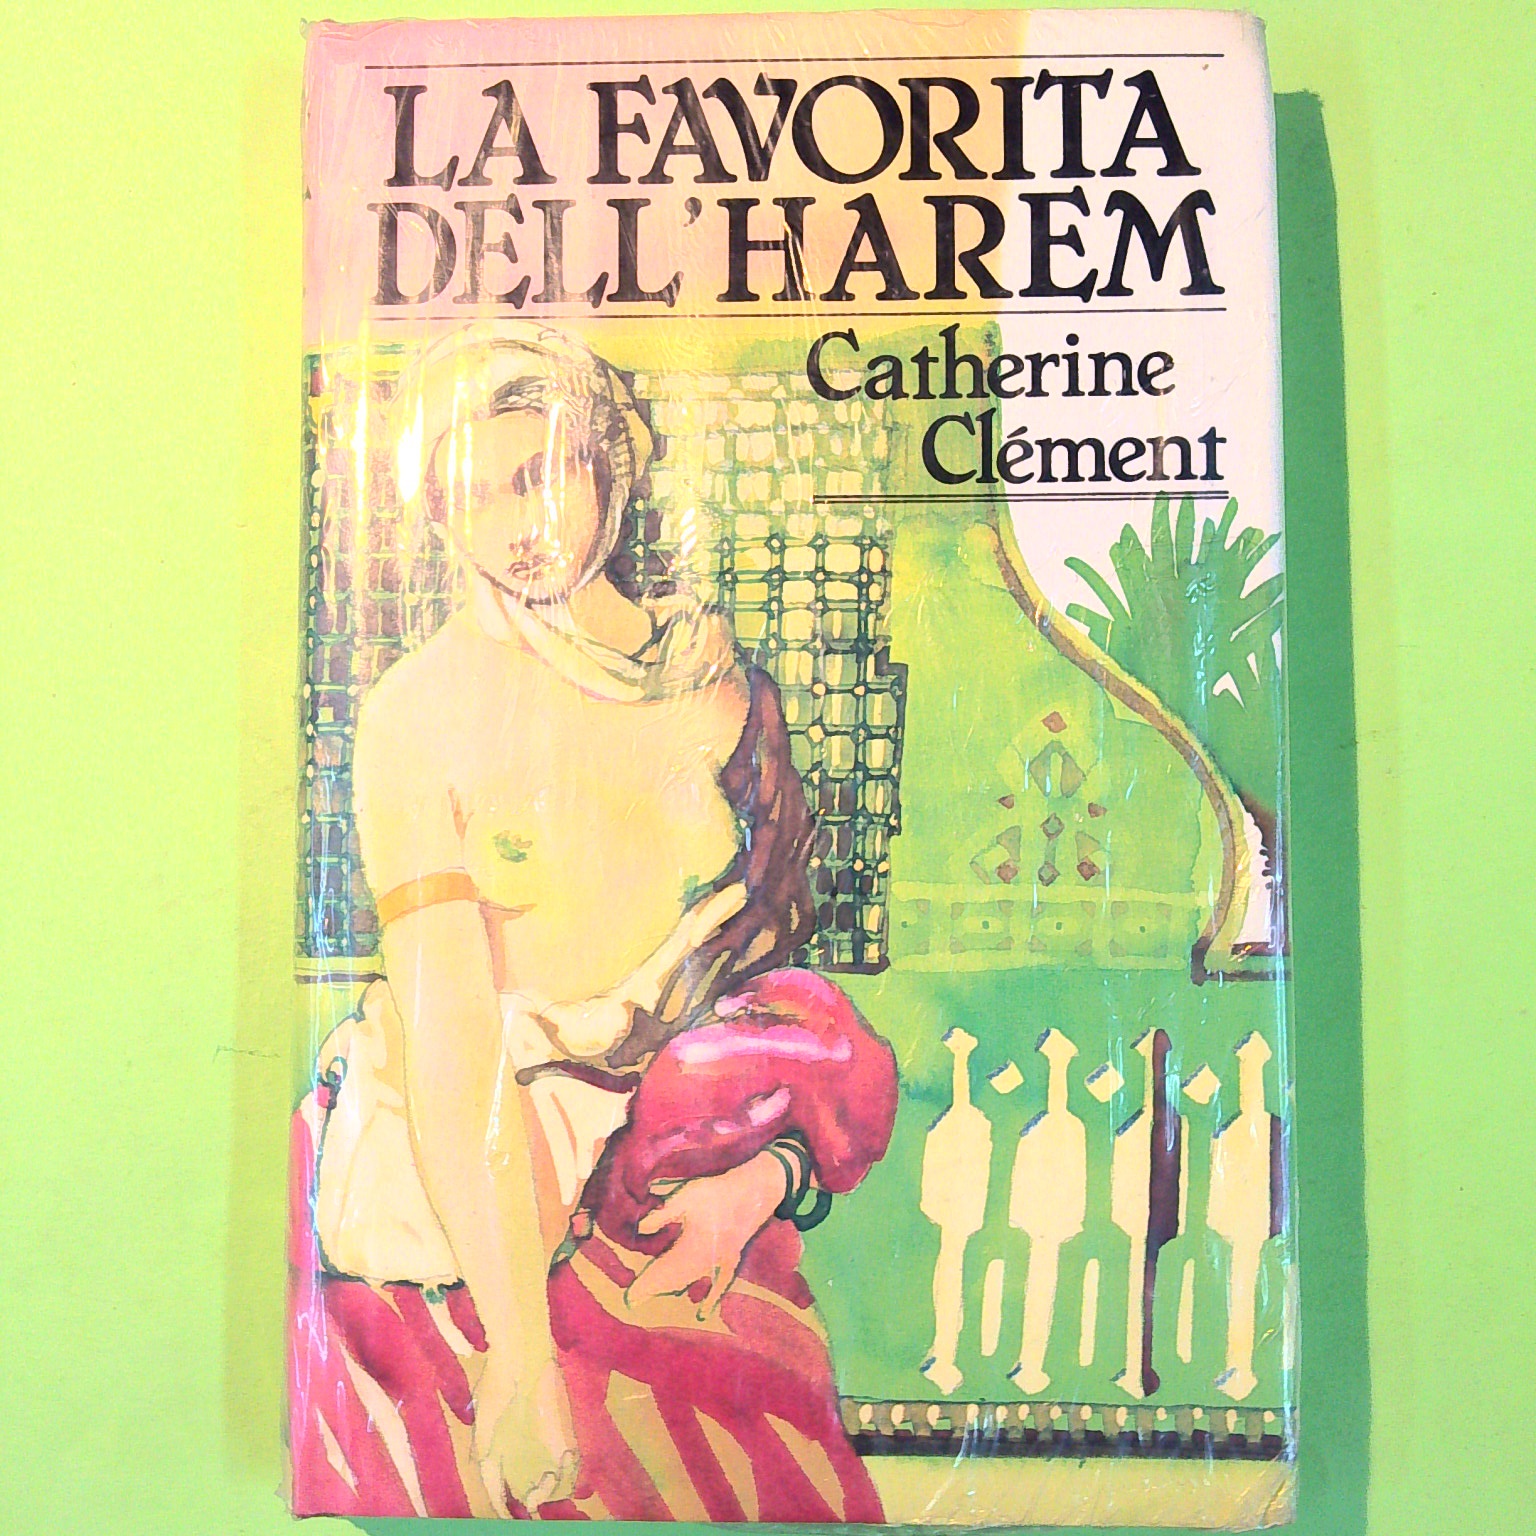 LA FAVORITA
DELL'HAREM
Catherine
Clément